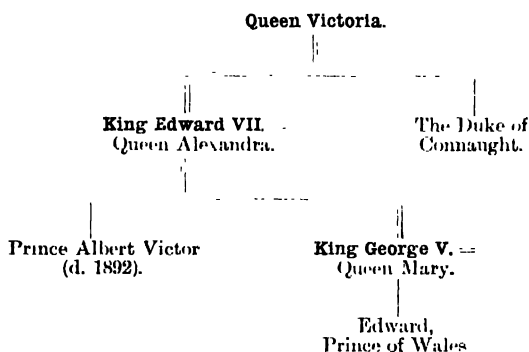 Queen Victoria.
King Edward VII. =
Queen Alexandra.
The Duke of
Connaught.
Prince Albert Victor
(d. 1892).
King George V. =
Queen Mary.
Edward,
Prince of Wales